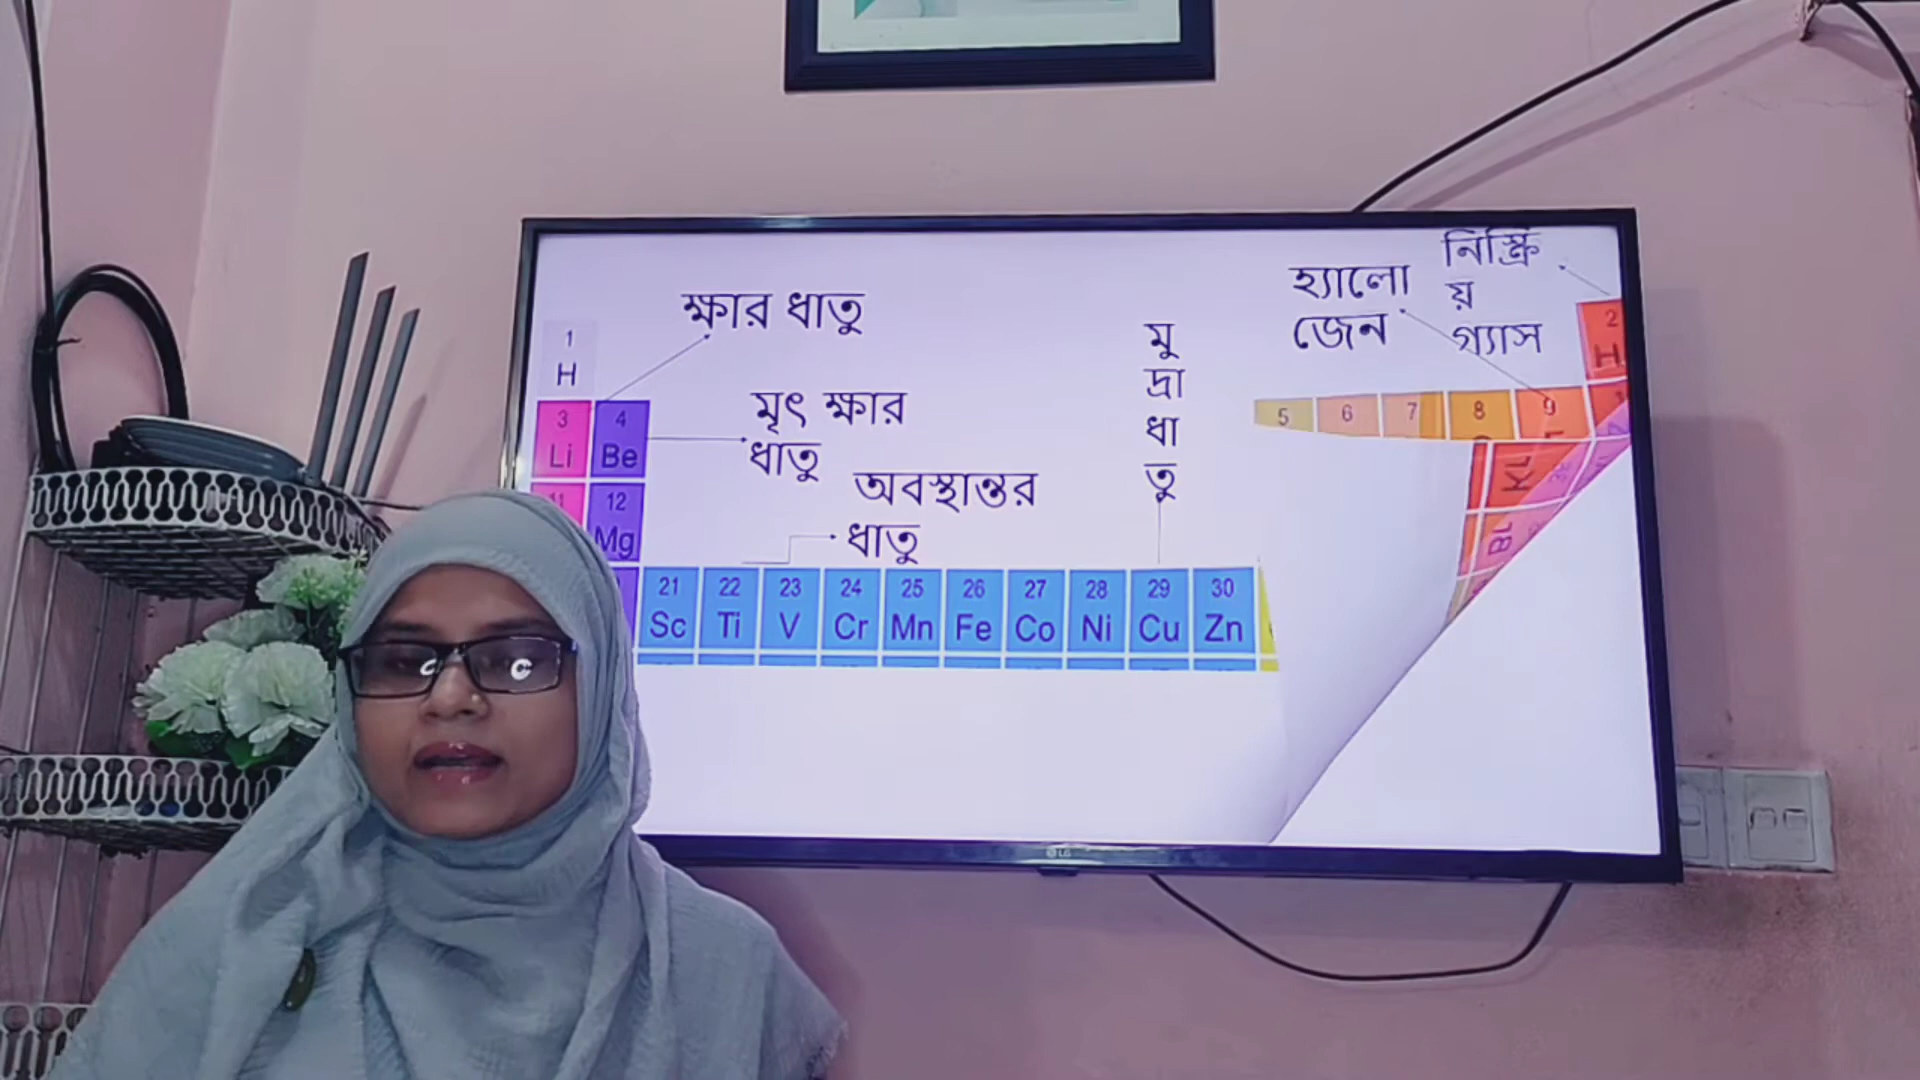 নিষ্ক্রি
য়
গ্যাস
হ্যালো
জেন
ক্ষার ধাতু
মু
দ্রা
ধা
তু
মৃৎ ক্ষার
ধাতু
অবস্থান্তর
ধাতু
1
H
2
3
Li
4
Be
5 6 7 8 9
11
12
Mg
21 22 23 24 25 26 27 28 29 30
Sc Ti V Cr Mn Fe Co Ni Cu Zn
LG